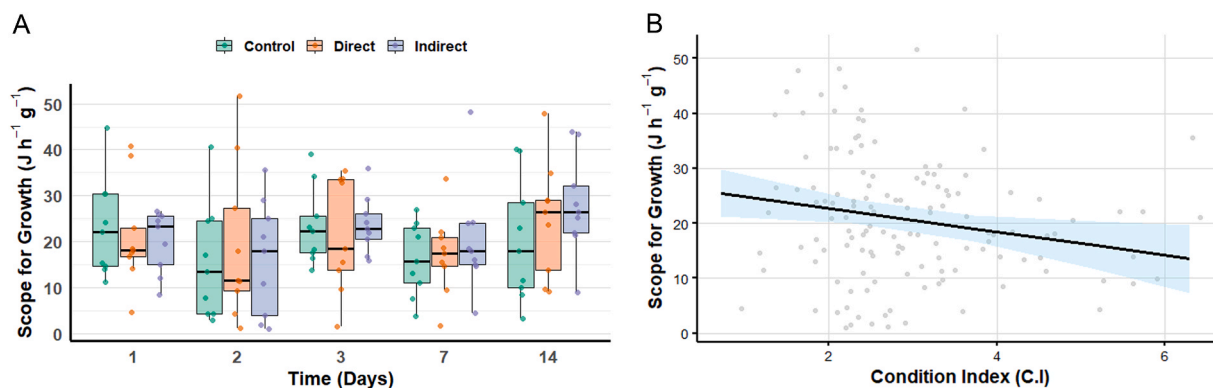 A
Control Direct Indirect
Scope for Growth (J h⁻¹ g⁻¹)
50
40
30
20
10
0
1 2 3 7 14
Time (Days)
B
Scope for Growth (J h⁻¹ g⁻¹)
50
40
30
20
10
0
2 4 6
Condition Index (C.I)